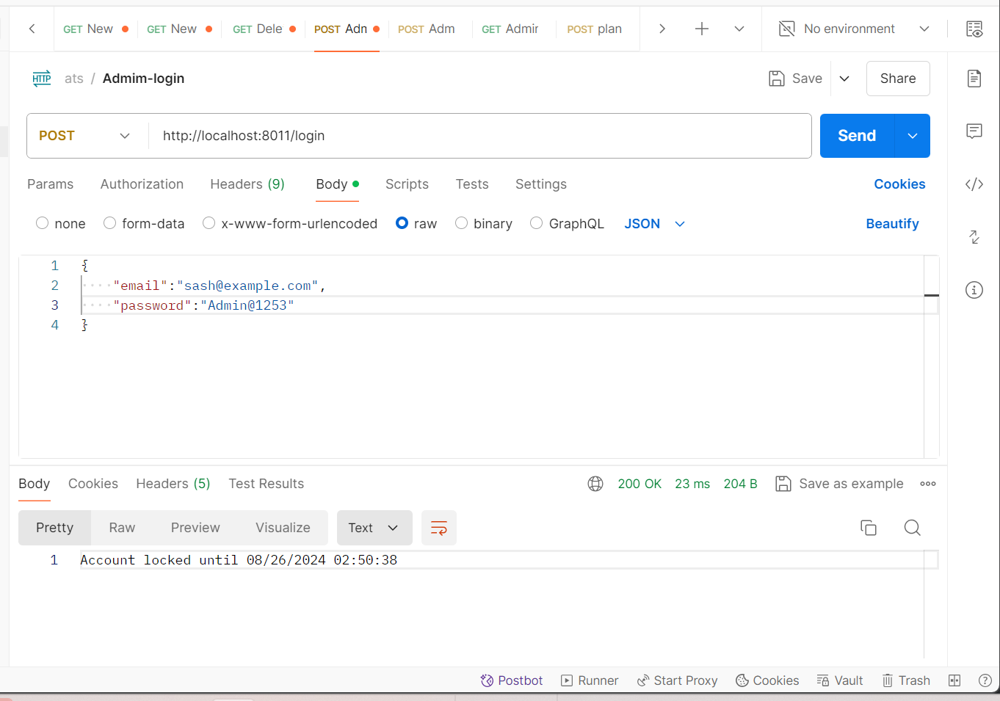 GET New GET New GET Dele POST Adn POST Adm GET Admir POST plan No environment
HTTP ats / Admim-login Save Share
POST http://localhost:8011/login Send
Params Authorization Headers (9) Body Scripts Tests Settings Cookies
none form-data x-www-form-urlencoded raw binary GraphQL JSON Beautify
1 {
2 "email":"sash@example.com",
3 "password":"Admin@1253"
4 }
Body Cookies Headers (5) Test Results 200 OK 23 ms 204 B Save as example
Pretty Raw Preview Visualize Text
1 Account locked until 08/26/2024 02:50:38
Postbot Runner Start Proxy Cookies Vault Trash